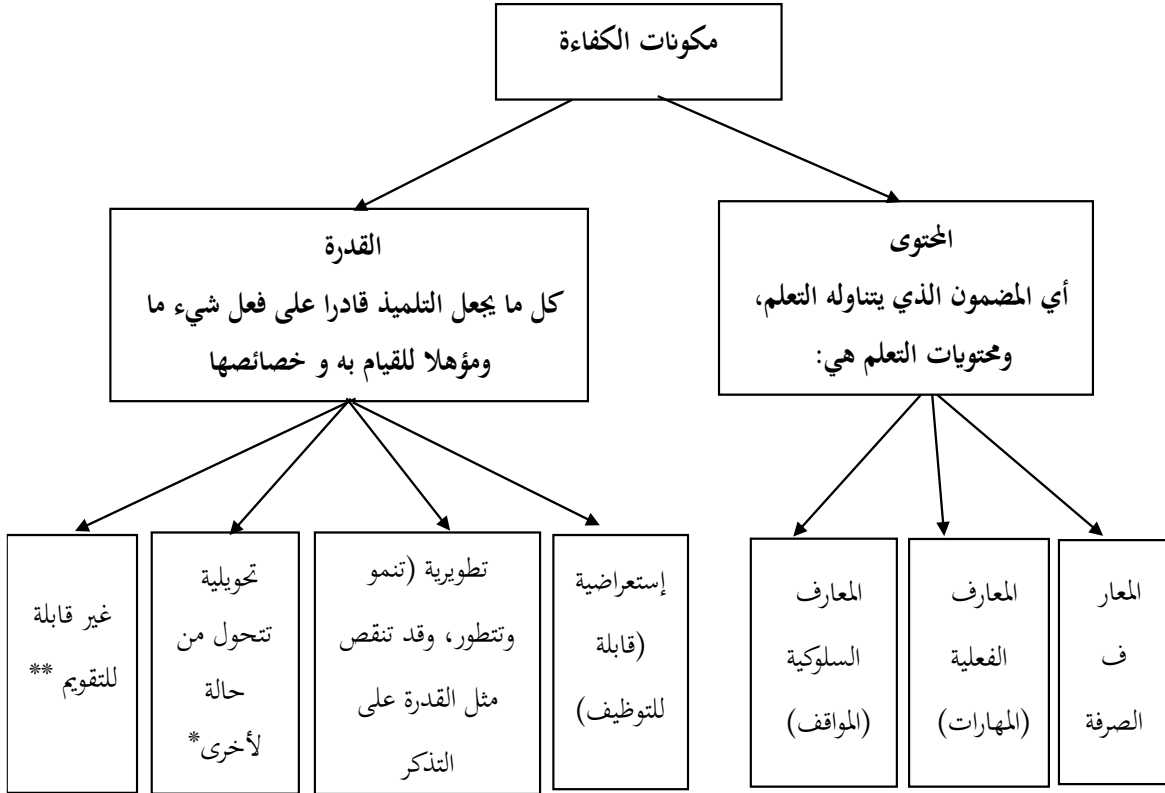 مكونات الكفاءة
المحتوى
أي المضمون الذي يتناوله التعلم،
ومحتويات التعلم هي:
القدرة
كل ما يجعل التلميذ قادرا على فعل شيء ما
ومؤهلا للقيام به و خصائصها
المعار
ف
الصرفة
المعارف
الفعلية
(المهارات)
المعارف
السلوكية
(المواقف)
إستعراضية
(قابلة
للتوظيف)
تطويرية (تنمو
وتتطور، وقد تنقص
مثل القدرة على
التذكر
تحويلية
تتحول من
حالة
لأخرى*
غير قابلة
للتقويم **